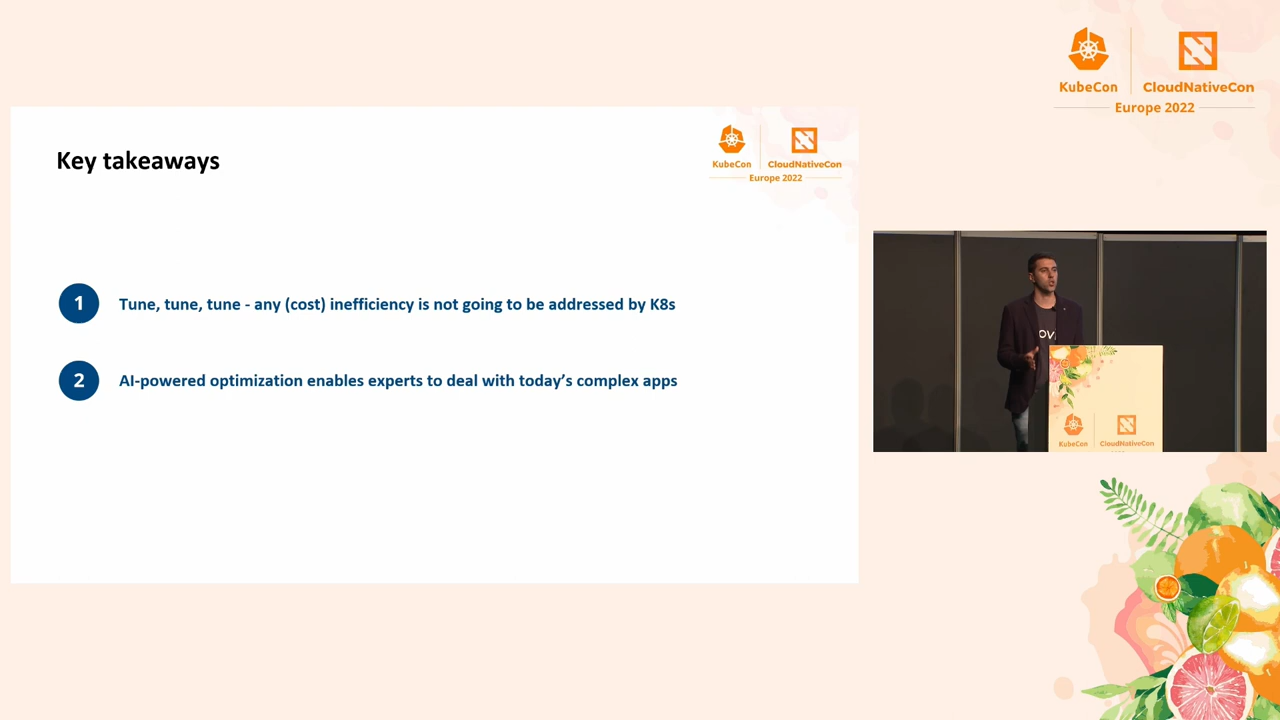 KubeCon
CloudNativeCon
Europe 2022
Key takeaways
KubeCon
CloudNativeCon
Europe 2022
1
Tune, tune, tune - any (cost) inefficiency is not going to be addressed by K8s
2
AI-powered optimization enables experts to deal with today's complex apps
KubeCon
CloudNativeCon